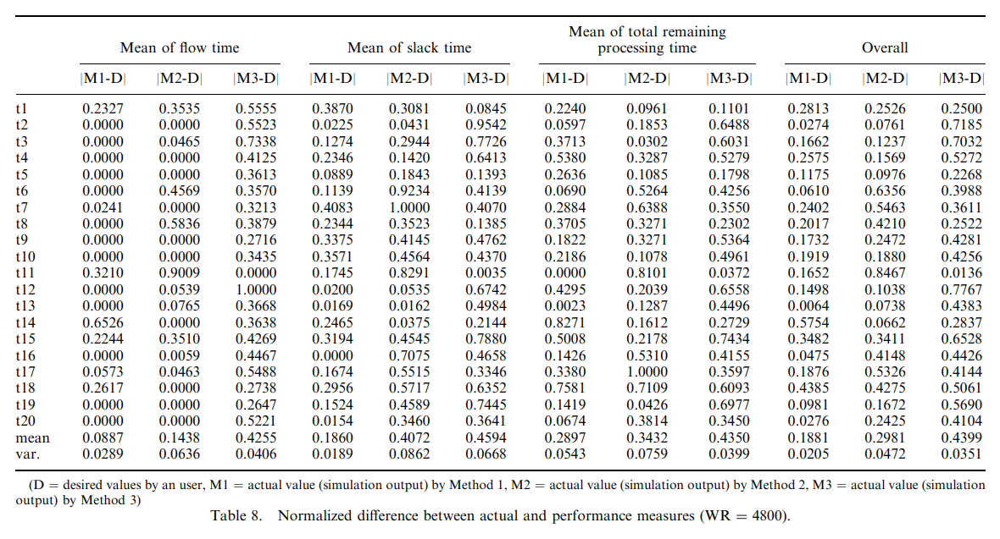 Mean of total remaining
Mean of flow time Mean of slack time processing time Overall
|M1-D| |M2-D| |M3-D| |M1-D| |M2-D| |M3-D| |M1-D| |M2-D| |M3-D| |M1-D| |M2-D| |M3-D|
t1 0.2327 0.3535 0.5555 0.3870 0.3081 0.0845 0.2240 0.0961 0.1101 0.2813 0.2526 0.2500
t2 0.0000 0.0000 0.5523 0.0225 0.0431 0.9542 0.0597 0.1853 0.6488 0.0274 0.0761 0.7185
t3 0.0000 0.0465 0.7338 0.1274 0.2944 0.7726 0.3713 0.0302 0.6031 0.1662 0.1237 0.7032
t4 0.0000 0.0000 0.4125 0.2346 0.1420 0.6413 0.5380 0.3287 0.5279 0.2575 0.1569 0.5272
t5 0.0000 0.0000 0.3613 0.0889 0.1843 0.1393 0.2636 0.1085 0.1798 0.1175 0.0976 0.2268
t6 0.0000 0.4569 0.3570 0.1139 0.9234 0.4139 0.0690 0.5264 0.4256 0.0610 0.6356 0.3988
t7 0.0241 0.0000 0.3213 0.4083 1.0000 0.4070 0.2884 0.6388 0.3550 0.2402 0.5463 0.3611
t8 0.0000 0.5836 0.3879 0.2344 0.3523 0.1385 0.3705 0.3271 0.2302 0.2017 0.4210 0.2522
t9 0.0000 0.0000 0.2716 0.3375 0.4145 0.4762 0.1822 0.3271 0.5364 0.1732 0.2472 0.4281
t10 0.0000 0.0000 0.3435 0.3571 0.4564 0.4370 0.2186 0.1078 0.4961 0.1919 0.1880 0.4256
t11 0.3210 0.9009 0.0000 0.1745 0.8291 0.0035 0.0000 0.8101 0.0372 0.1652 0.8467 0.0136
t12 0.0000 0.0539 1.0000 0.0200 0.0535 0.6742 0.4295 0.2039 0.6558 0.1498 0.1038 0.7767
t13 0.0000 0.0765 0.3668 0.0169 0.0162 0.4984 0.0023 0.1287 0.4496 0.0064 0.0738 0.4383
t14 0.6526 0.0000 0.3638 0.2465 0.0375 0.2144 0.8271 0.1612 0.2729 0.5754 0.0662 0.2837
t15 0.2244 0.3510 0.4269 0.3194 0.4545 0.7880 0.5008 0.2178 0.7434 0.3482 0.3411 0.6528
t16 0.0000 0.0059 0.4467 0.0000 0.7075 0.4658 0.1426 0.5310 0.4155 0.0475 0.4148 0.4426
t17 0.0573 0.0463 0.5488 0.1674 0.5515 0.3346 0.3380 1.0000 0.3597 0.1876 0.5326 0.4144
t18 0.2617 0.0000 0.2738 0.2956 0.5717 0.6352 0.7581 0.7109 0.6093 0.4385 0.4275 0.5061
t19 0.0000 0.0000 0.2647 0.1524 0.4589 0.7445 0.1419 0.0426 0.6977 0.0981 0.1672 0.5690
t20 0.0000 0.0000 0.5221 0.0154 0.3460 0.3641 0.0674 0.3814 0.3450 0.0276 0.2425 0.4104
mean 0.0887 0.1438 0.4255 0.1860 0.4072 0.4594 0.2897 0.3432 0.4350 0.1881 0.2981 0.4399
var. 0.0289 0.0636 0.0406 0.0189 0.0862 0.0668 0.0543 0.0759 0.0399 0.0205 0.0472 0.0351
(D = desired values by an user, M1 = actual value (simulation output) by Method 1, M2 = actual value (simulation output) by Method 2, M3 = actual value (simulation
output) by Method 3)
Table 8. Normalized difference between actual and performance measures (WR = 4800).